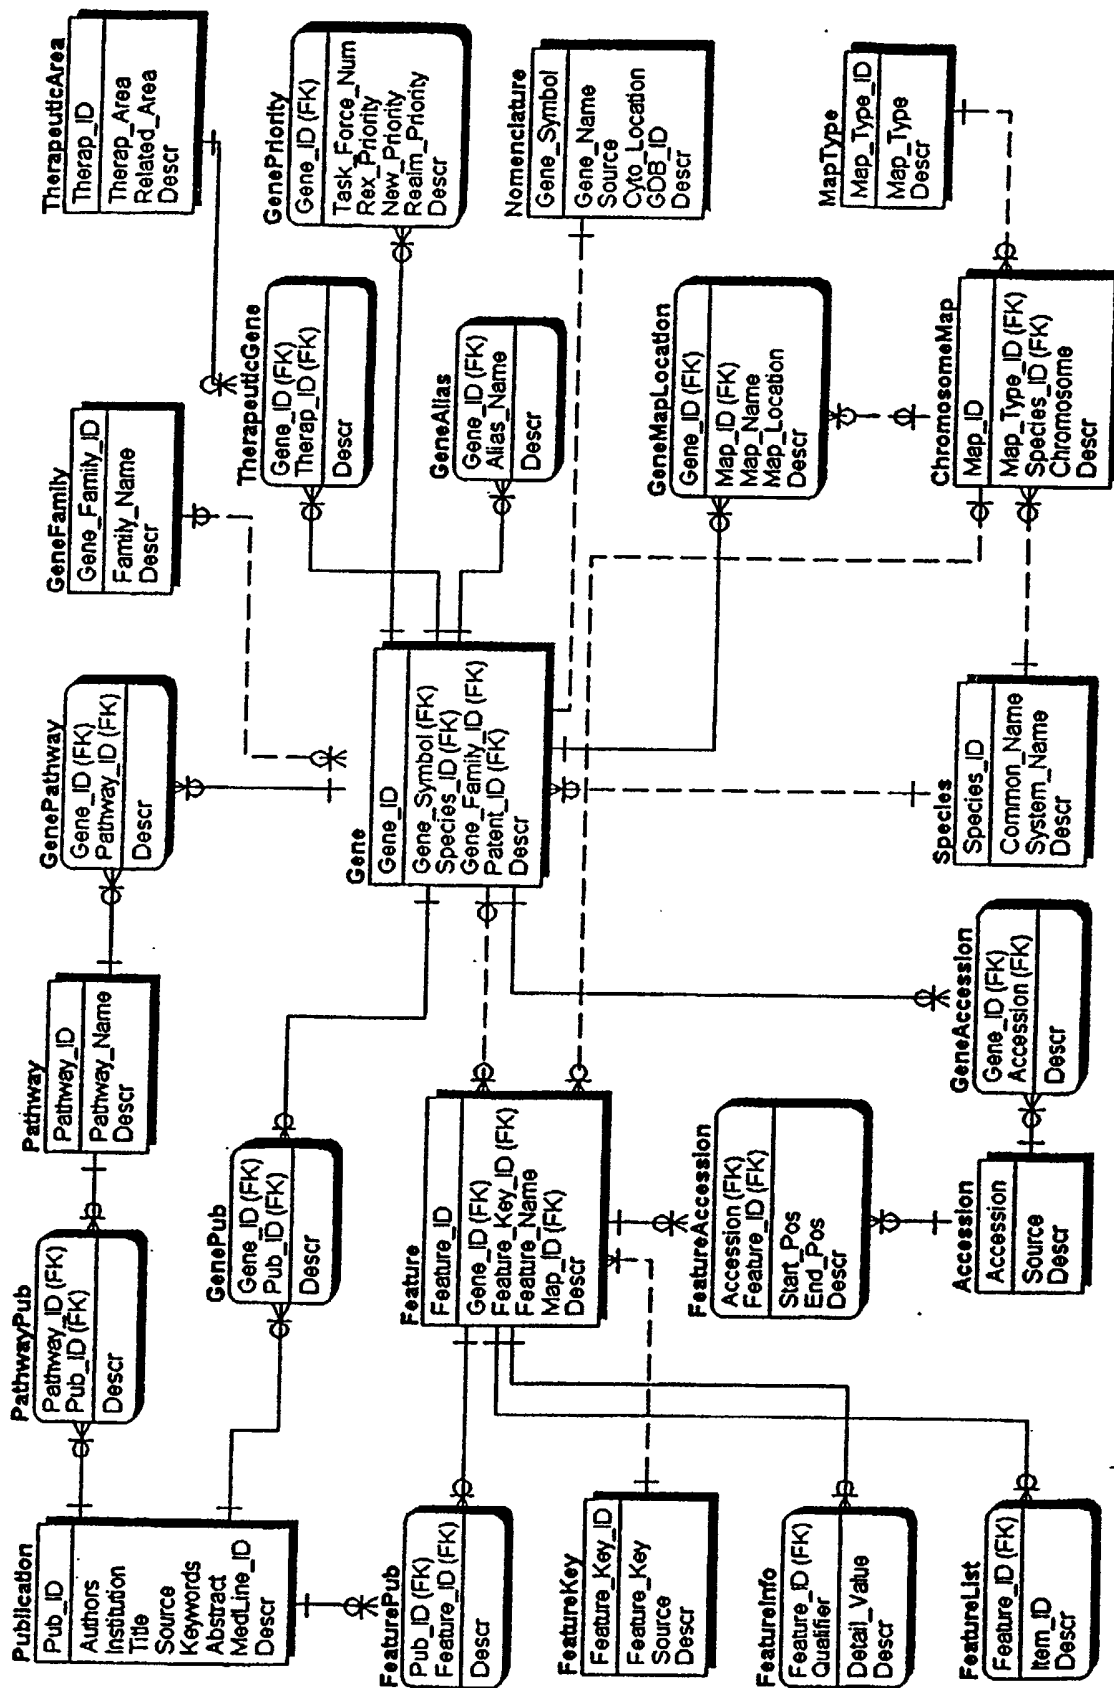 Publication
Pub_ID
Authors
Institution
Title
Source
Keywords
Abstract
MedLine_ID
Descr
PathwayPub
Pathway_ID (FK)
Pub_ID (FK)
Descr
Pathway
Pathway_ID
Pathway_Name
Descr
GenePathway
Gene_ID (FK)
Pathway_ID (FK)
Descr
GeneFamily
Gene_Family_ID
Family_Name
Descr
TherapeuticArea
Therap_ID
Therap_Area
Related_Area
Descr
GenePub
Gene_ID (FK)
Pub_ID (FK)
Descr
TherapeuticGene
Gene_ID (FK)
Therap_ID (FK)
Descr
GenePriority
Gene_ID (FK)
Task_Force_Num
Rex_Priority
New_Priority
Realm_Priority
Descr
FeaturePub
Pub_ID (FK)
Feature_ID (FK)
Descr
Feature
Feature_ID
Gene_ID (FK)
Feature_Key_ID (FK)
Feature_Name
Map_ID (FK)
Descr
Gene
Gene_ID
Gene_Symbol (FK)
Species_ID (FK)
Gene_Family_ID (FK)
Patent_ID (FK)
Descr
GeneAlias
Gene_ID (FK)
Alias_Name
Descr
Nomenclature
Gene_Symbol
Gene_Name
Source
Cyto_Location
GDB_ID
Descr
FeatureKey
Feature_Key_ID
Feature_Key
Source
Descr
FeatureAccession
Accession (FK)
Feature_ID (FK)
Start_Pos
End_Pos
Descr
GeneMapLocation
Gene_ID (FK)
Map_ID (FK)
Map_Name
Map_Location
Descr
MapType
Map_Type_ID
Map_Type
Descr
FeatureInfo
Feature_ID (FK)
Qualifier
Detail_Value
Descr
FeatureList
Feature_ID (FK)
Item_ID
Descr
Accession
Accession
Source
Descr
GeneAccession
Gene_ID (FK)
Accession (FK)
Descr
Species
Species_ID
Common_Name
System_Name
Descr
ChromosomeMap
Map_ID
Map_Type_ID (FK)
Species_ID (FK)
Chromosome
Descr